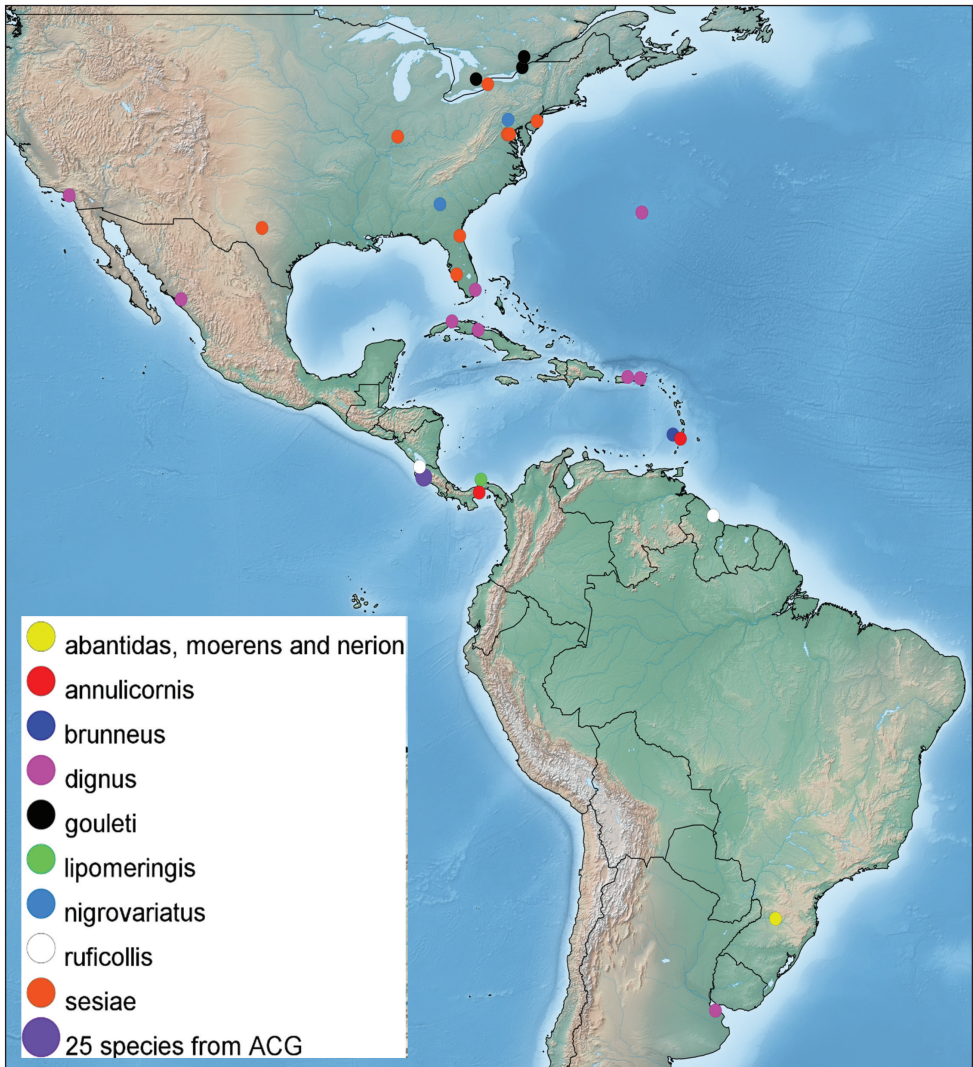 abantidas, moerens and nerion
annulicornis
brunneus
dignus
gouleti
lipomeringis
nigrovariatus
ruficollis
sesiae
25 species from ACG